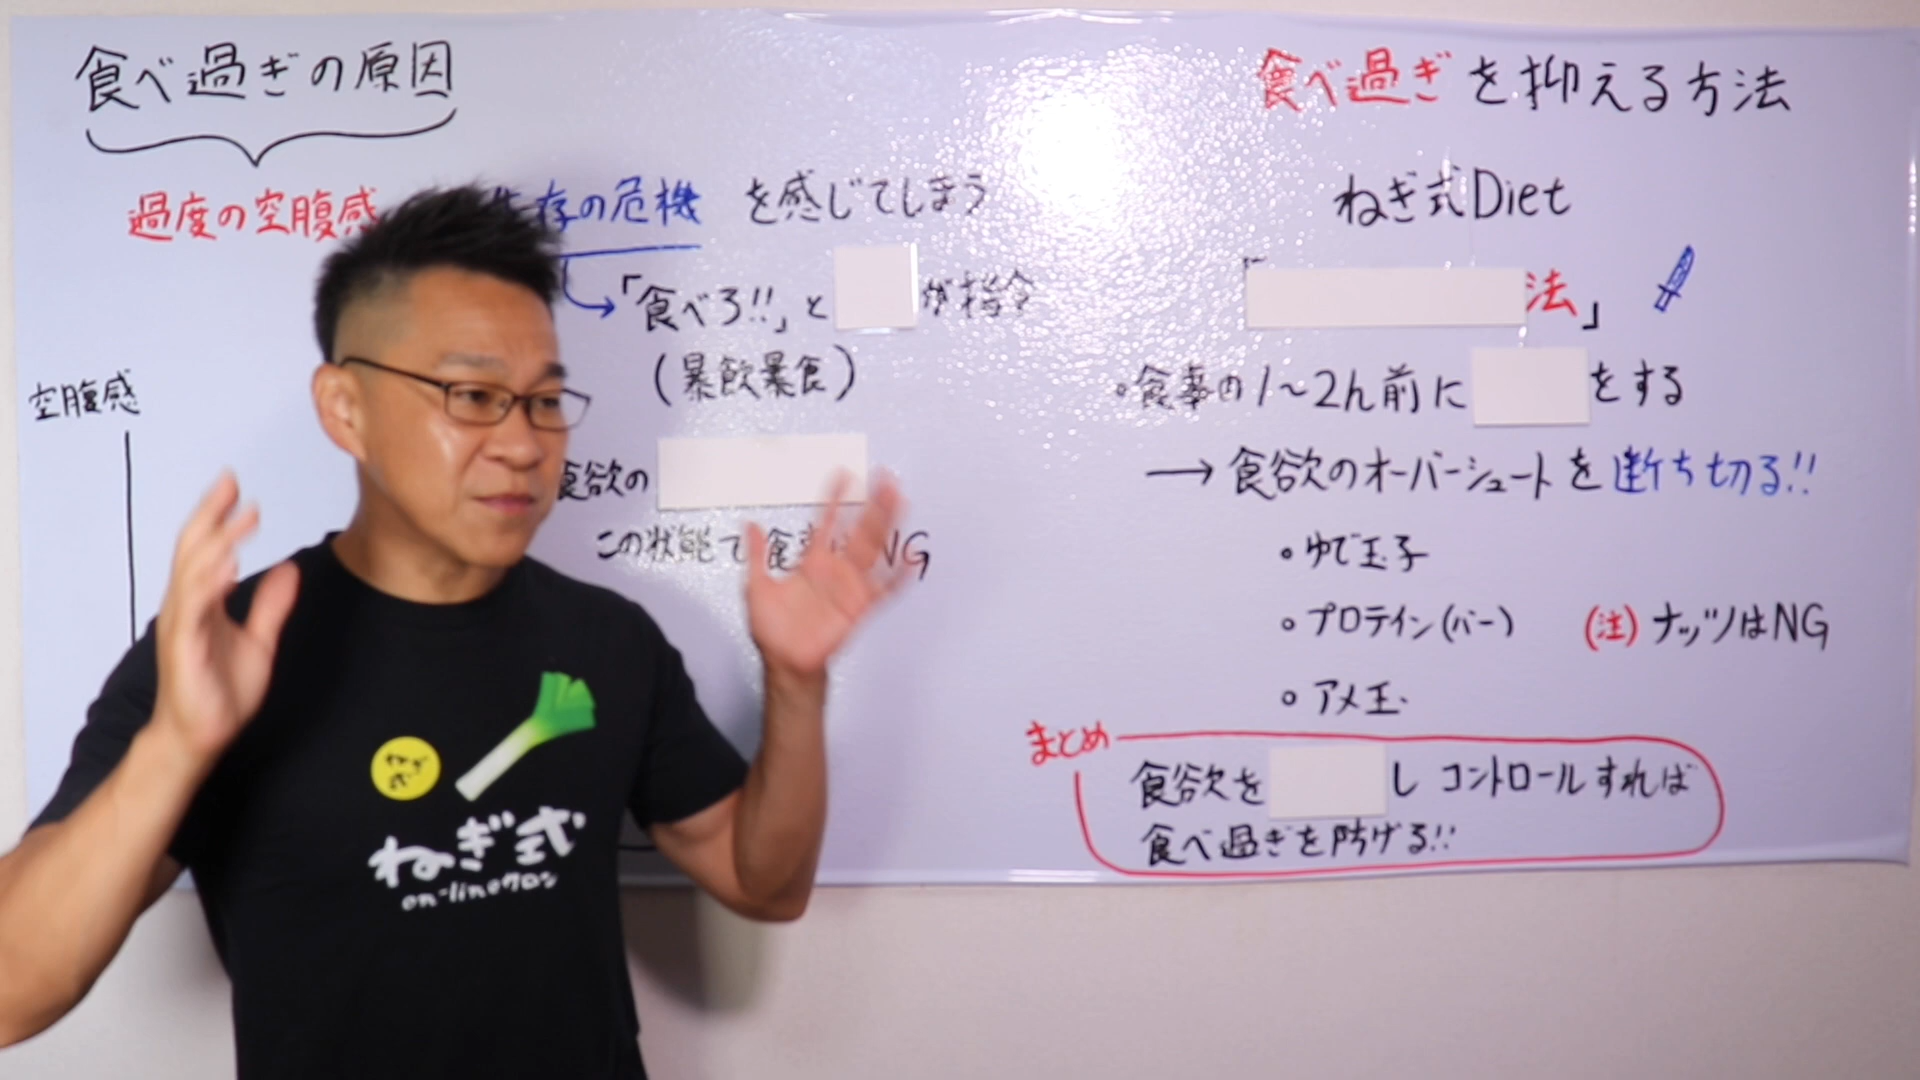 食べ過ぎの原因
過度の空腹感
存の危機 を感じてしまう
「食べろ!!」と
が指令
(暴飲暴食)
空腹感
食欲の
この状態で食事はNG
食べ過ぎを抑える方法
ねぎ式Diet
「
法」
・食事の1〜2h前に
をする
→ 食欲のオーバーシュートを断ち切る!!
・ゆで玉子
・プロテイン(バー) (注)ナッツはNG
・アメ玉
まとめ
食欲を
し コントロールすれば
食べ過ぎを防げる!!
ねぎ式
ねぎ式
on-lineサロン